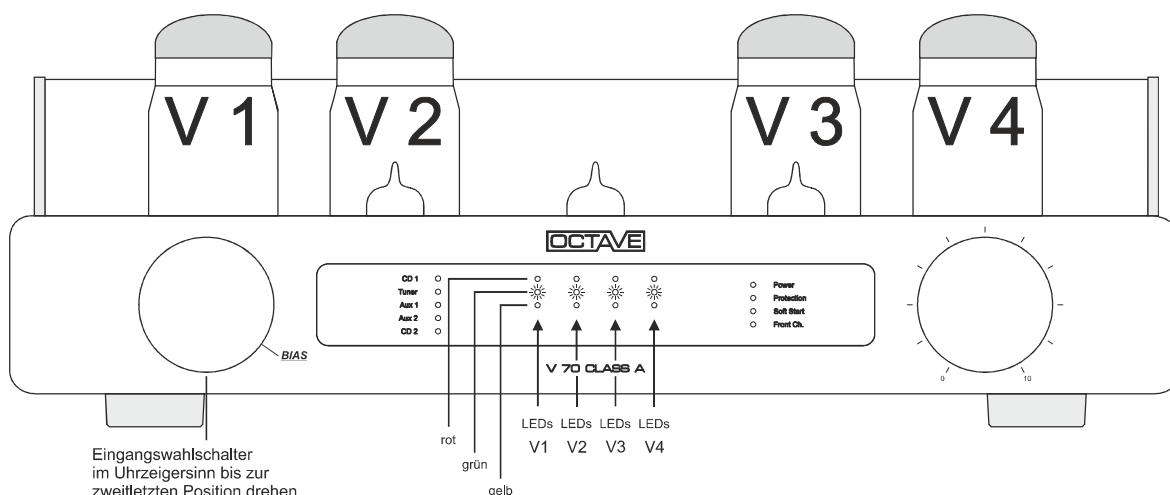 V 1
V 2
V 3
V 4
OCTAVE
CD 1
Tuner
Aux 1
Aux 2
CD 2
Power
Protection
Soft Start
Front Ch.
BIAS
V 70 CLASS A
0
10
LEDs LEDs LEDs LEDs
V1 V2 V3 V4
rot
grün
gelb
Eingangswahlschalter
im Uhrzeigersinn bis zur
zweitletzten Position drehen